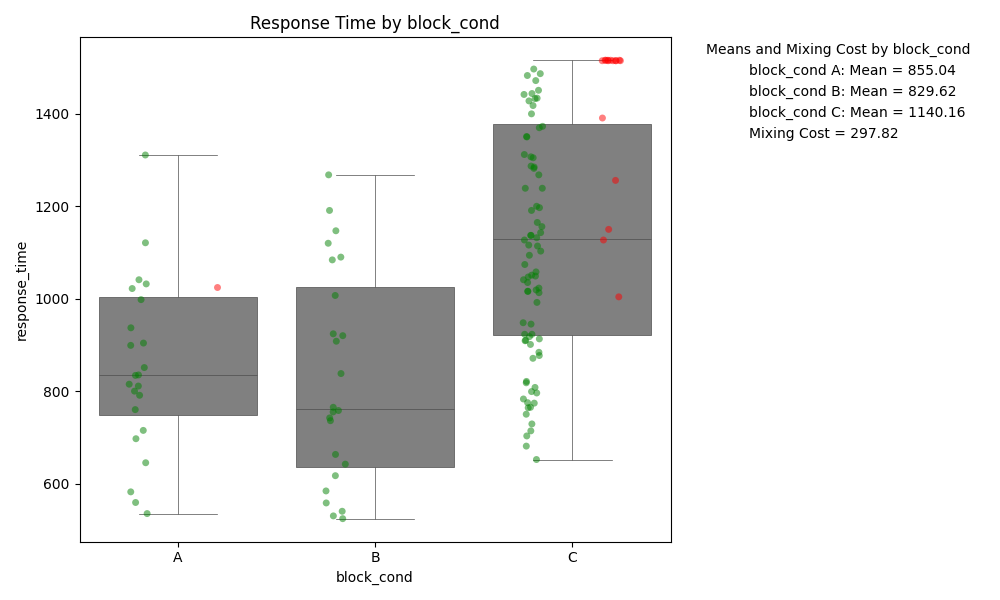 Response Time by block_cond
Means and Mixing Cost by block_cond
block_cond A: Mean = 855.04
block_cond B: Mean = 829.62
block_cond C: Mean = 1140.16
Mixing Cost = 297.82
response_time
1400
1200
1000
800
600
A
B
C
block_cond